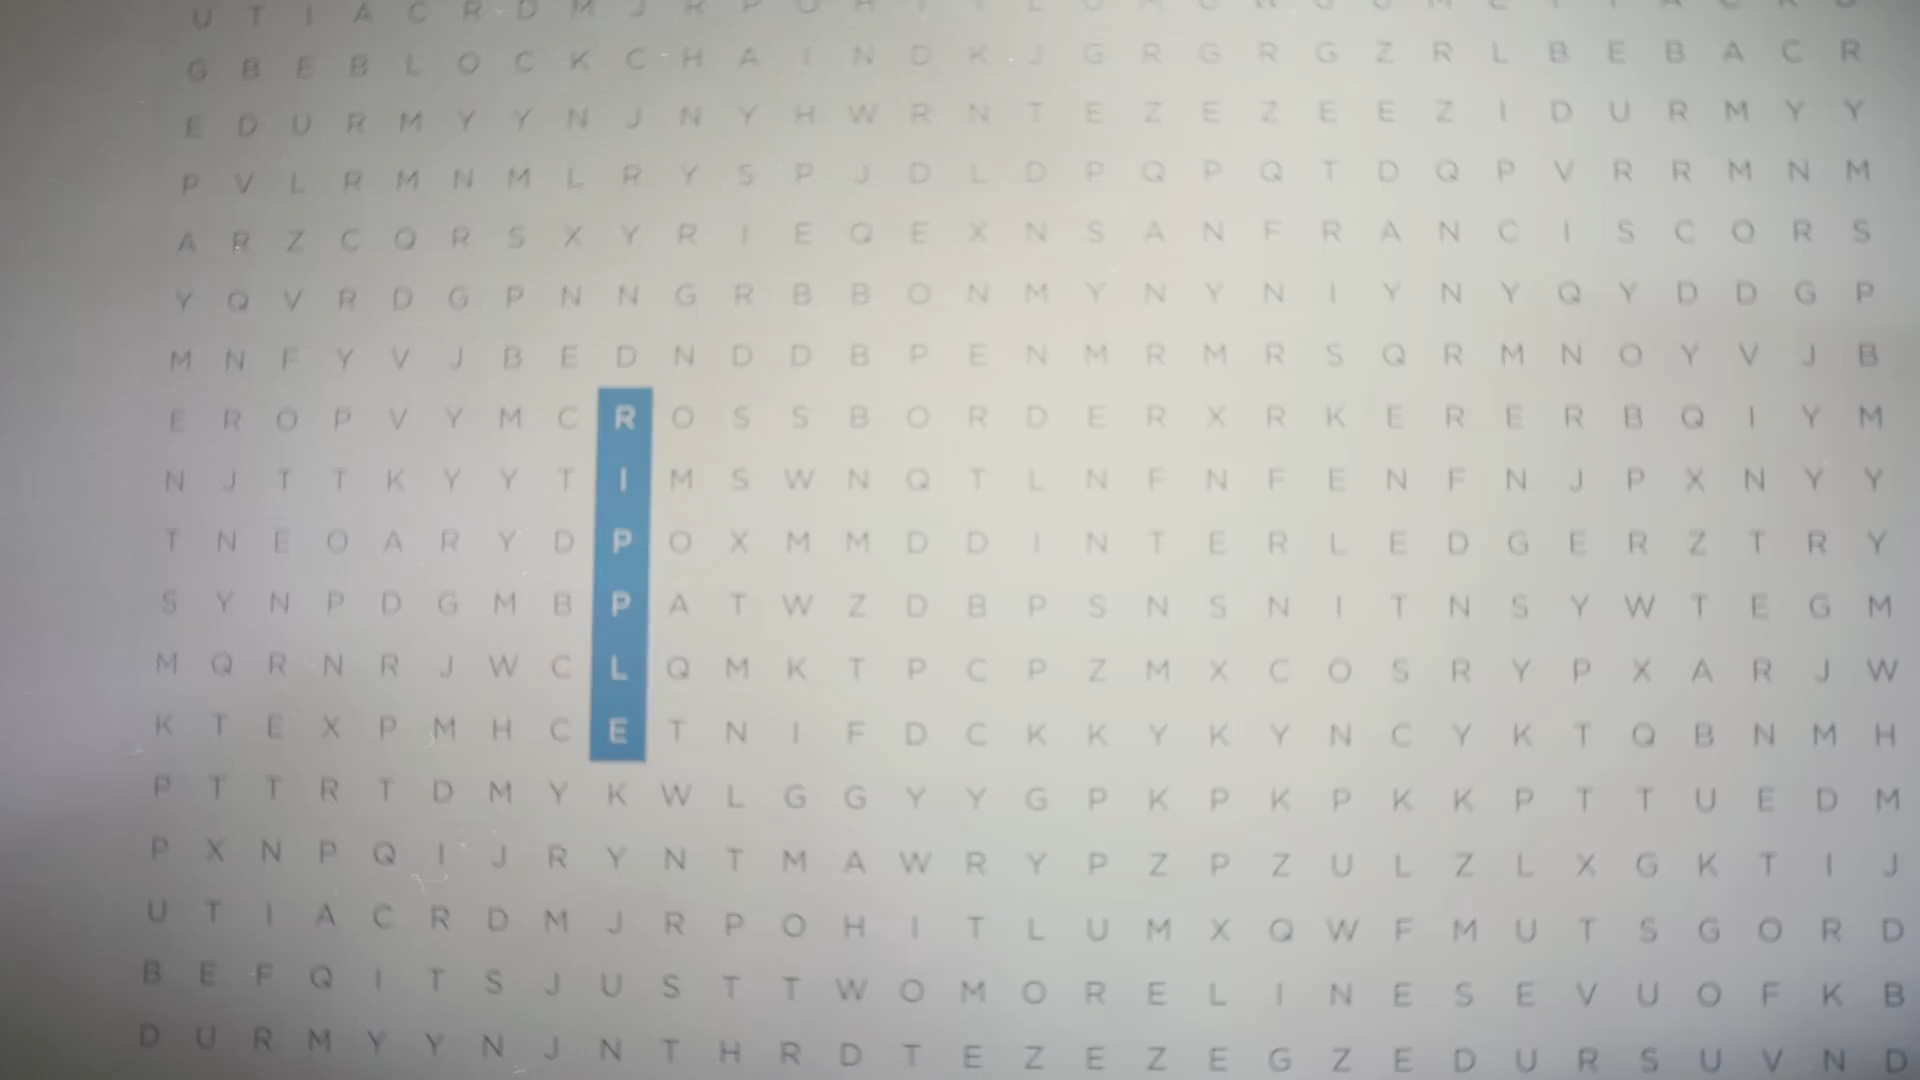 G B E B L O C K C H A I N D K J G R G R G Z R L B E B A C R
E D U R M Y Y N J N Y H W R N T E Z E Z E E Z I D U R M Y Y
P V L R M N M L R Y S P J D L D P Q P Q T D Q P V R R M N M
A R Z C Q R S X Y R I E Q E X N S A N F R A N C I S C O R S
Y Q V R D G P N N G R B B O N M Y N Y N I Y N Y Q Y D D G P
M N F Y V J B E D N D D B P E N M R M R S Q R M N O Y V J B
E R O P V Y M C R O S S B O R D E R X R K E R E R B Q I Y M
N J T T K Y Y T I M S W N Q T L N F N F E N F N J P X N Y Y
T N E O A R Y D P O X M M D D I N T E R L E D G E R Z T R Y
S Y N P D G M B P A T W Z D B P S N S N I T N S Y W T E G M
M Q R N R J W C L Q M K T P C P Z M X C O S R Y P X A R J W
K T E X P M H C E T N I F D C K K Y K Y N C Y K T Q B N M H
P T T R T D M Y K W L G G Y Y G P K P K P K K P T T U E D M
P X N P Q I J R Y N T M A W R Y P Z P Z U L Z L X G K T I J
U T I A C R D M J R P O H I T L U M X Q W F M U T S G O R D
B E F Q I T S J U S T T W O M O R E L I N E S E V U O F K B
D U R M Y Y N J N T H R D T E Z E Z E G Z E D U R S U V N D